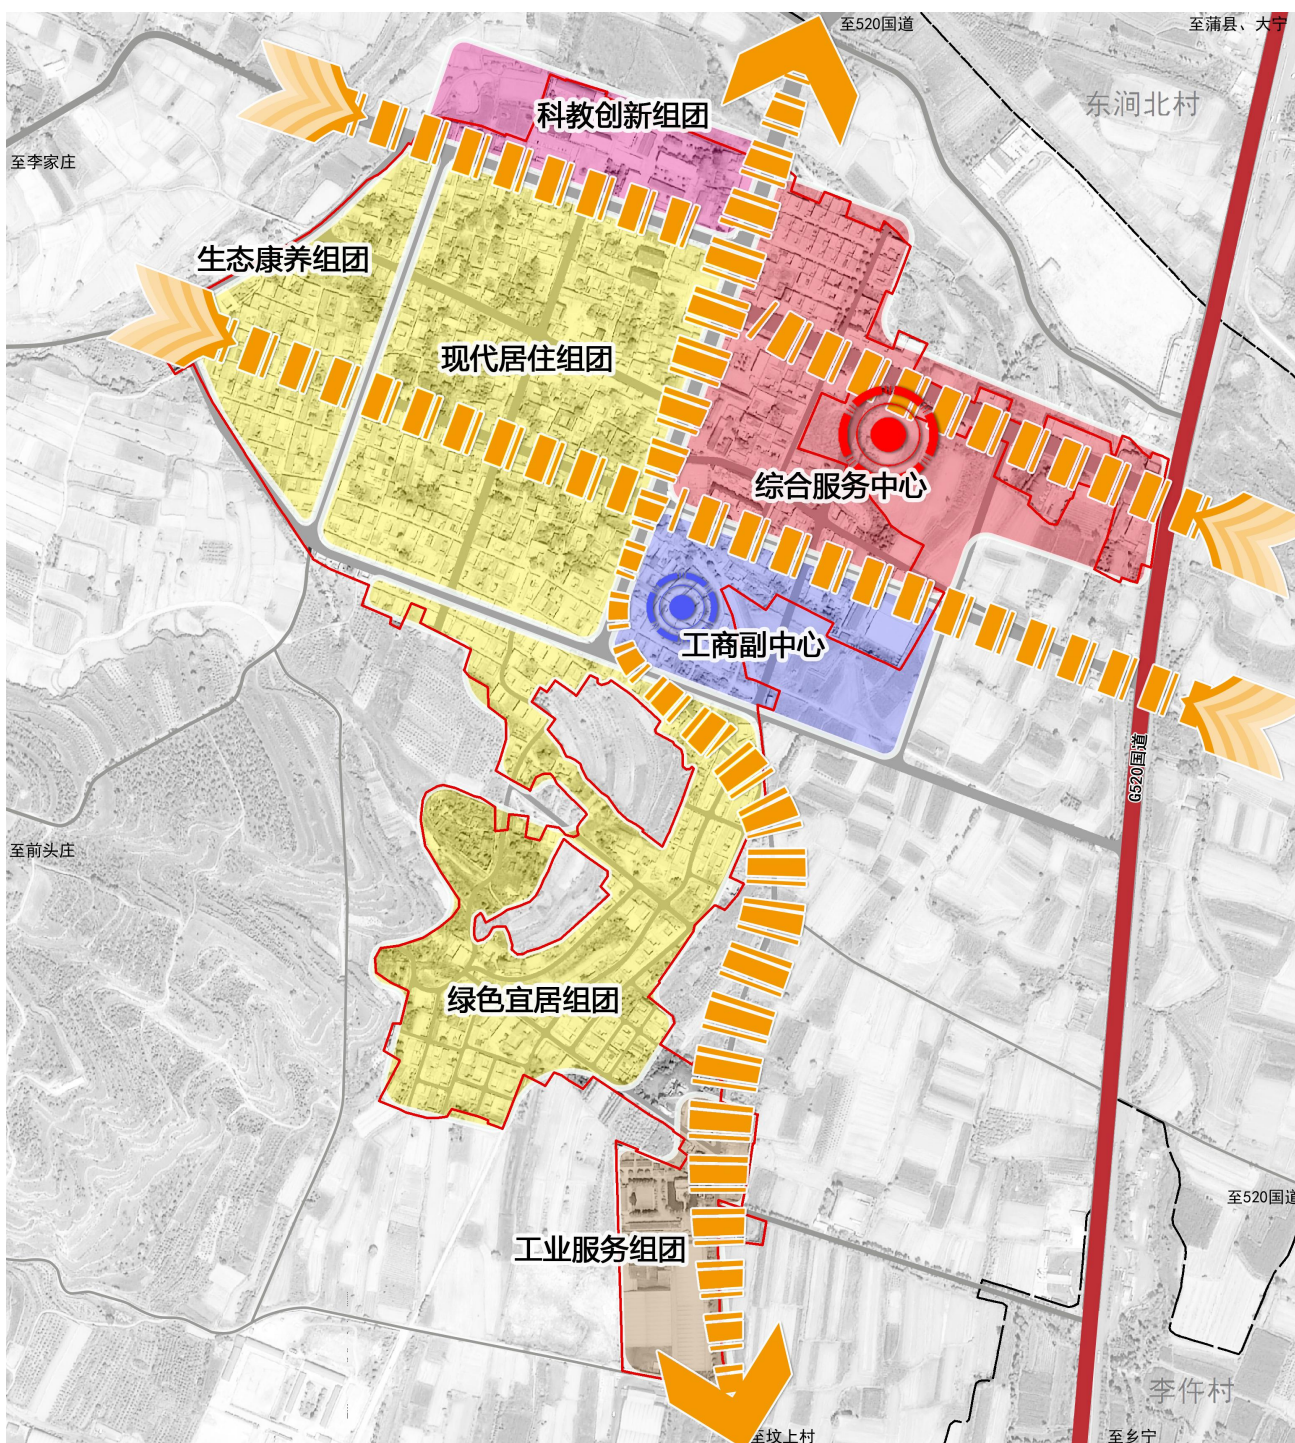 至520国道
至蒲县、大宁
东涧北村
科教创新组团
至李家庄
生态康养组团
现代居住组团
综合服务中心
工商副中心
G520国道
至前头庄
绿色宜居组团
至520国道
工业服务组团
李仵村
至坟上村
至乡宁